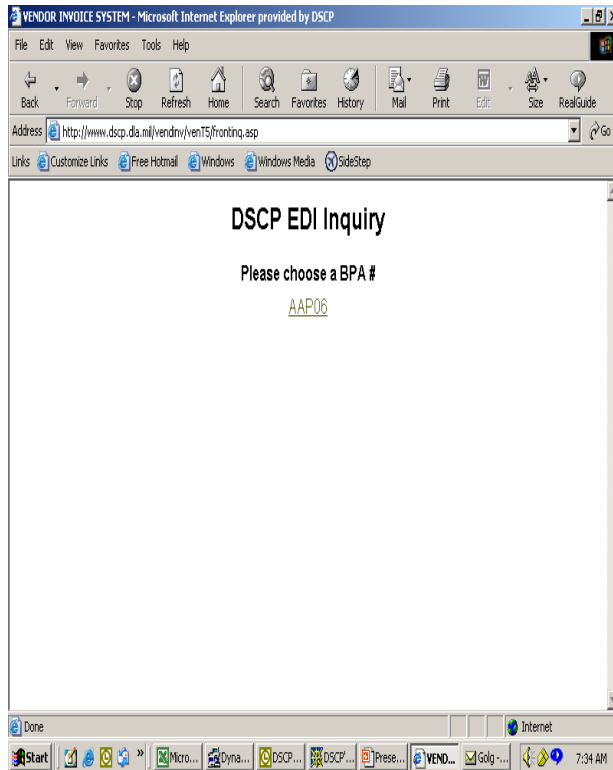 VENDOR INVOICE SYSTEM - Microsoft Internet Explorer provided by DSCP
File Edit View Favorites Tools Help
Back Forward Stop Refresh Home Search Favorites History Mail Print Edit Size RealGuide
Address http://www.dscp.dla.mil/vendinv/venT5/frontinq.asp Go
Links Customize Links Free Hotmail Windows Windows Media SideStep
DSCP EDI Inquiry
Please choose a BPA #
AAP06
Done Internet
Start » Micro... Dyna... DSCP... DSCP'... Prese... VEND... Golg -... 7:34 AM